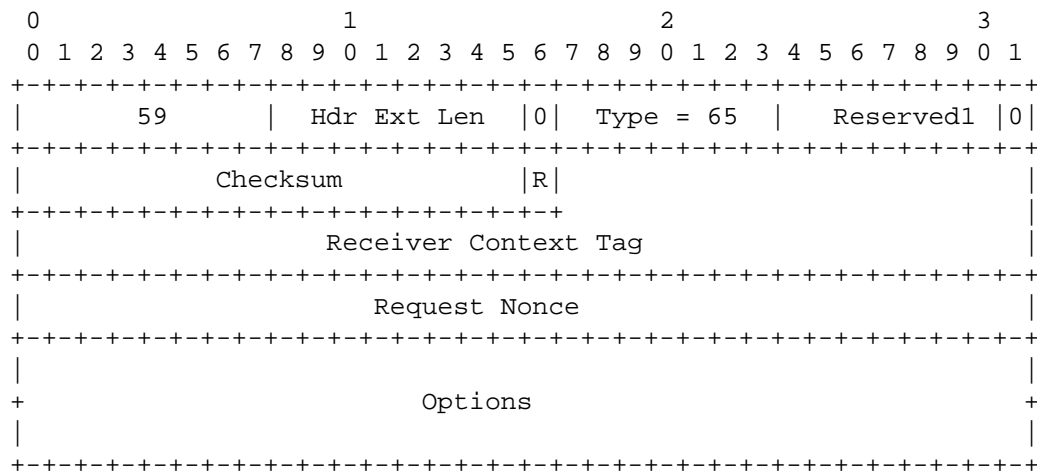 0                   1                   2                   3
 0 1 2 3 4 5 6 7 8 9 0 1 2 3 4 5 6 7 8 9 0 1 2 3 4 5 6 7 8 9 0 1
+-+-+-+-+-+-+-+-+-+-+-+-+-+-+-+-+-+-+-+-+-+-+-+-+-+-+-+-+-+-+-+-+
|       59      |  Hdr Ext Len  |0|  Type = 65  |   Reserved1 |0|
+-+-+-+-+-+-+-+-+-+-+-+-+-+-+-+-+-+-+-+-+-+-+-+-+-+-+-+-+-+-+-+-+
|            Checksum           |R|                             |
+-+-+-+-+-+-+-+-+-+-+-+-+-+-+-+-+-+                             |
|                   Receiver Context Tag                        |
+-+-+-+-+-+-+-+-+-+-+-+-+-+-+-+-+-+-+-+-+-+-+-+-+-+-+-+-+-+-+-+-+
|                      Request Nonce                            |
+-+-+-+-+-+-+-+-+-+-+-+-+-+-+-+-+-+-+-+-+-+-+-+-+-+-+-+-+-+-+-+-+
|                                                               |
+                         Options                               +
|                                                               |
+-+-+-+-+-+-+-+-+-+-+-+-+-+-+-+-+-+-+-+-+-+-+-+-+-+-+-+-+-+-+-+-+